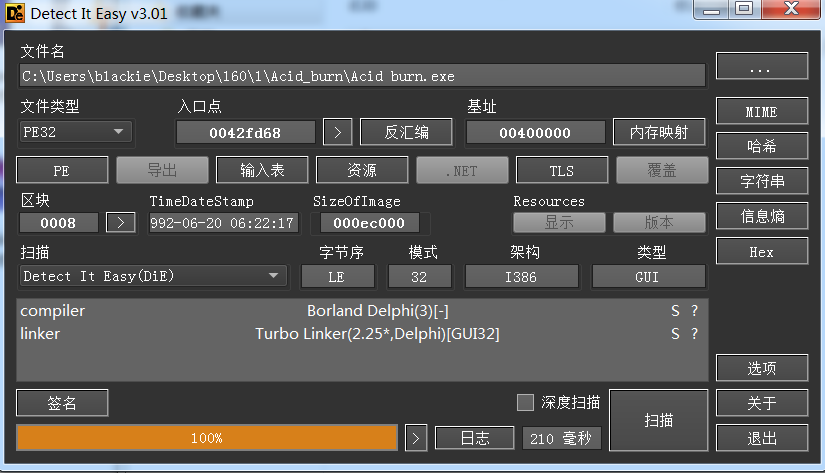 Detect It Easy v3.01
文件名
C:\Users\blackie\Desktop\160\1\Acid_burn\Acid burn.exe
...
文件类型 入口点 基址
PE32 0042fd68 > 反汇编 00400000 内存映射
MIME
哈希
PE 导出 输入表 资源 .NET TLS 覆盖
字符串
区块 TimeDateStamp SizeOfImage Resources
0008 > 992-06-20 06:22:17 000ec000 显示 版本
信息熵
扫描 字节序 模式 架构 类型
Hex
Detect It Easy(DiE) LE 32 I386 GUI
compiler Borland Delphi(3)[-] S ?
linker Turbo Linker(2.25*,Delphi)[GUI32] S ?
选项
签名 深度扫描 扫描 关于
100% > 日志 210 毫秒 退出